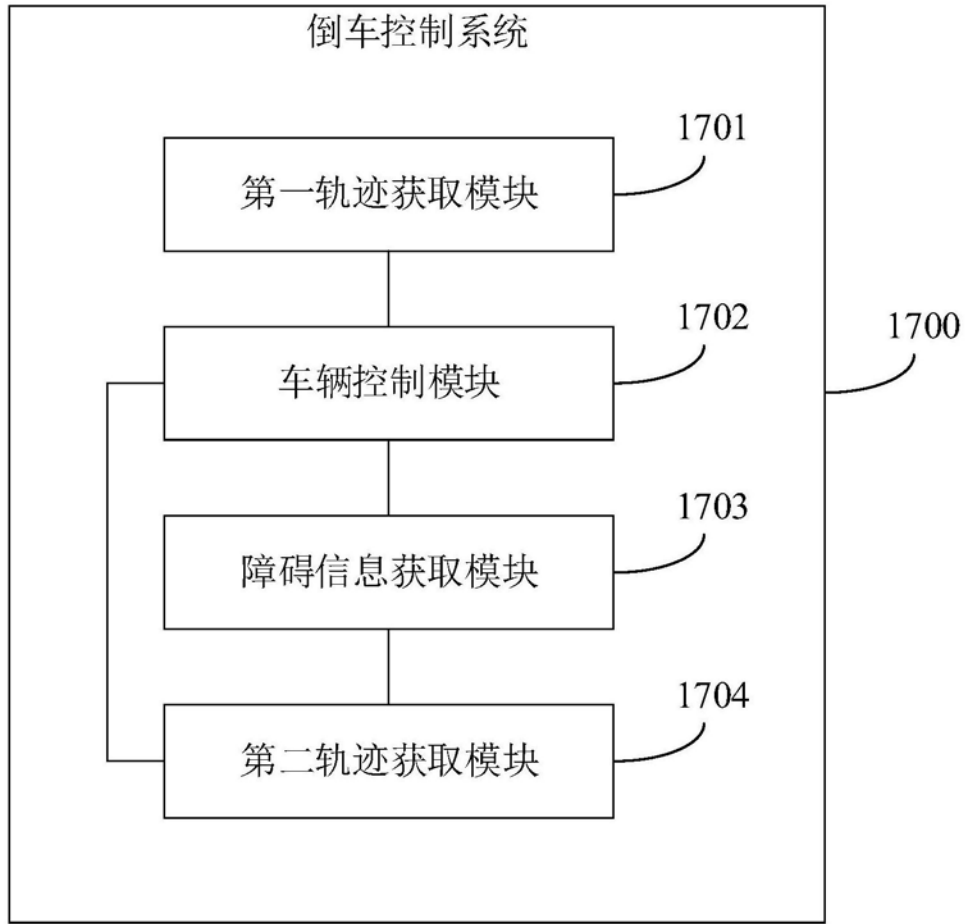 倒车控制系统
1701
第一轨迹获取模块
1702
车辆控制模块
1700
1703
障碍信息获取模块
1704
第二轨迹获取模块